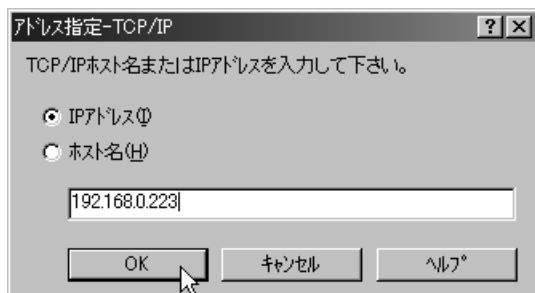 ｱﾄﾞﾚｽ指定-TCP/IP
TCP/IPﾎｽﾄ名またはIPｱﾄﾞﾚｽを入力して下さい。
IPｱﾄﾞﾚｽ(I)
ﾎｽﾄ名(H)
192.168.0.223
OK ｷｬﾝｾﾙ ﾍﾙﾌﾟ